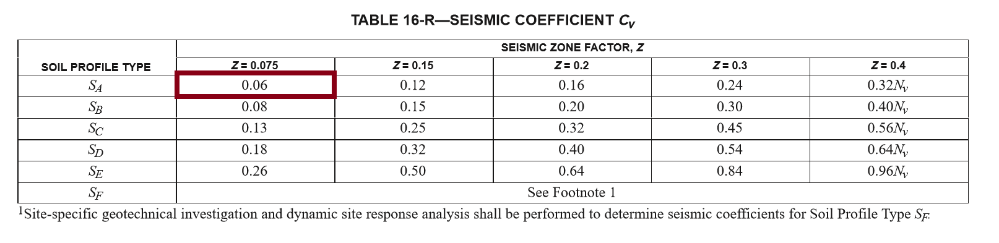 TABLE 16-R—SEISMIC COEFFICIENT Cv
SEISMIC ZONE FACTOR, Z
SOIL PROFILE TYPE Z = 0.075 Z = 0.15 Z = 0.2 Z = 0.3 Z = 0.4
SA 0.06 0.12 0.16 0.24 0.32Nv
SB 0.08 0.15 0.20 0.30 0.40Nv
SC 0.13 0.25 0.32 0.45 0.56Nv
SD 0.18 0.32 0.40 0.54 0.64Nv
SE 0.26 0.50 0.64 0.84 0.96Nv
SF See Footnote 1
1Site-specific geotechnical investigation and dynamic site response analysis shall be performed to determine seismic coefficients for Soil Profile Type SF.